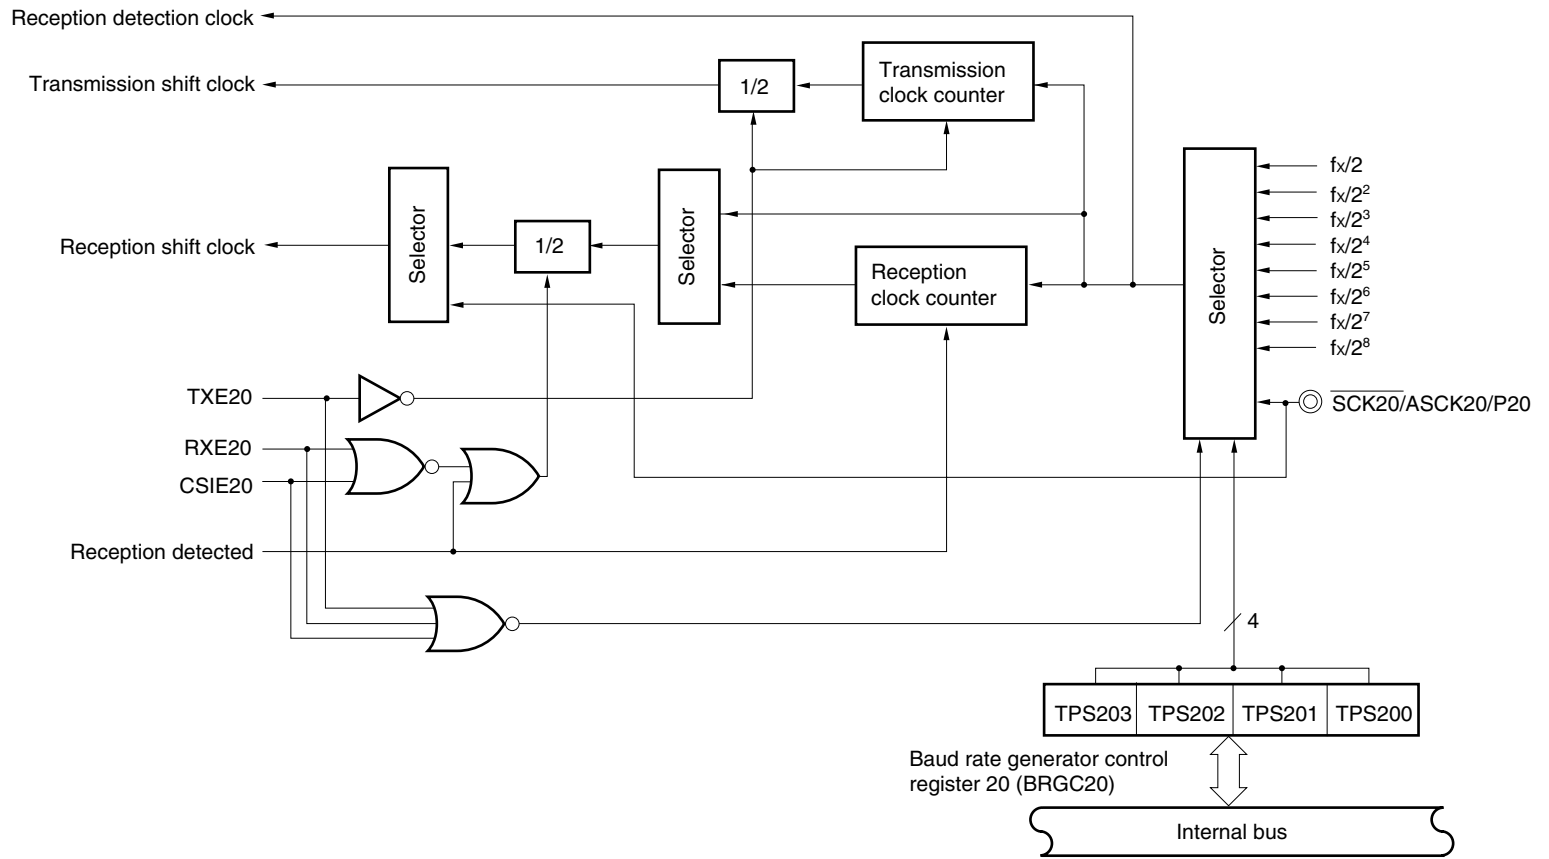 Reception detection clock
Transmission shift clock
1/2
Transmission
clock counter
Reception shift clock
Selector
1/2
Selector
Reception
clock counter
Selector
fX/2
fX/2²
fX/2³
fX/2⁴
fX/2⁵
fX/2⁶
fX/2⁷
fX/2⁸
SCK20/ASCK20/P20
TXE20
RXE20
CSIE20
Reception detected
4
TPS203 TPS202 TPS201 TPS200
Baud rate generator control
register 20 (BRGC20)
Internal bus